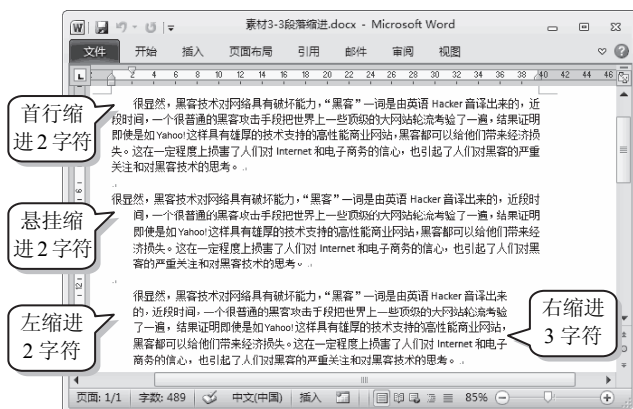 素材3-3段落缩进.docx - Microsoft Word
文件 开始 插入 页面布局 引用 邮件 审阅 视图
2 4 6 8 10 12 14 16 18 20 22 24 26 28 30 32 34 36 38 40 42 44 46
首行缩
进2字符
很显然，黑客技术对网络具有破坏能力，“黑客”一词是由英语 Hacker 音译出来的，近
段时间，一个很普通的黑客攻击手段把世界上一些顶级的大网站轮流考验了一遍，结果证明
即使是如 Yahoo!这样具有雄厚的技术支持的高性能商业网站，黑客都可以给他们带来经济损
失。这在一定程度上损害了人们对 Internet 和电子商务的信心，也引起了人们对黑客的严重
关注和对黑客技术的思考。
悬挂缩
进2字符
很显然，黑客技术对网络具有破坏能力，“黑客”一词是由英语 Hacker 音译出来的，近段时
间，一个很普通的黑客攻击手段把世界上一些顶级的大网站轮流考验了一遍，结果证明
即使是如 Yahoo!这样具有雄厚的技术支持的高性能商业网站，黑客都可以给他们带来经
济损失。这在一定程度上损害了人们对 Internet 和电子商务的信心，也引起了人们对黑
客的严重关注和对黑客技术的思考。
左缩进
2字符
很显然，黑客技术对网络具有破坏能力，“黑客”一词是由英语 Hacker 音译出来
的，近段时间，一个很普通的黑客攻击手段把世界上一些顶级的大网站轮流考验
了一遍，结果证明即使是如 Yahoo!这样具有雄厚的技术支持的高性能商业网站，
黑客都可以给他们带来经济损失。这在一定程度上损害了人们对 Internet 和电子
商务的信心，也引起了人们对黑客的严重关注和对黑客技术的思考。
右缩进
3字符
页面: 1/1 字数: 489 中文(中国) 插入 85%